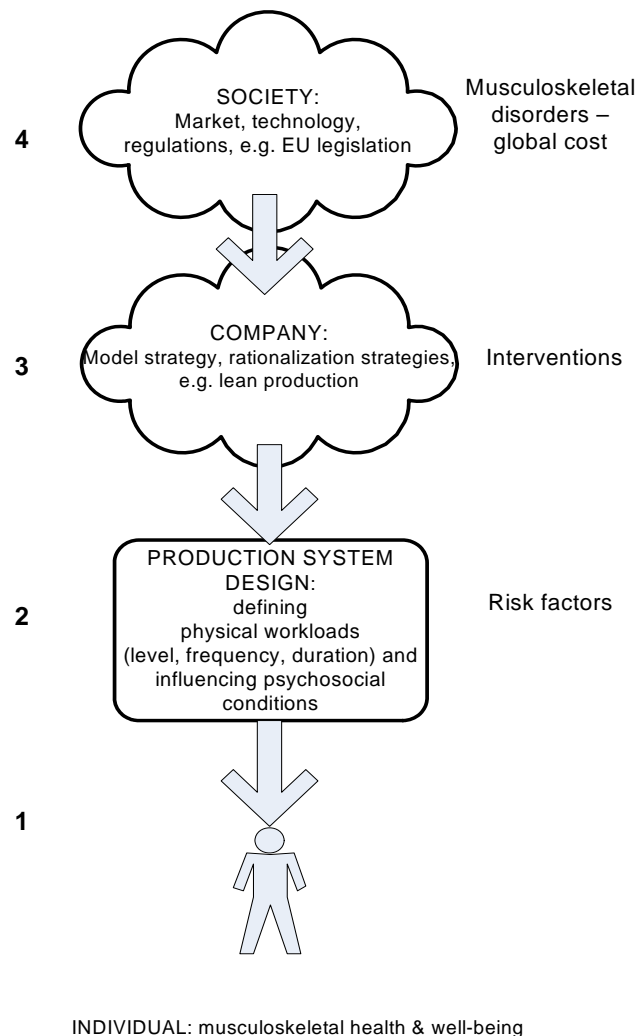 4
SOCIETY:
Market, technology,
regulations, e.g. EU legislation
Musculoskeletal
disorders –
global cost
3
COMPANY:
Model strategy, rationalization strategies,
e.g. lean production
Interventions
2
PRODUCTION SYSTEM
DESIGN:
defining
physical workloads
(level, frequency, duration) and
influencing psychosocial
conditions
Risk factors
1
INDIVIDUAL: musculoskeletal health & well-being